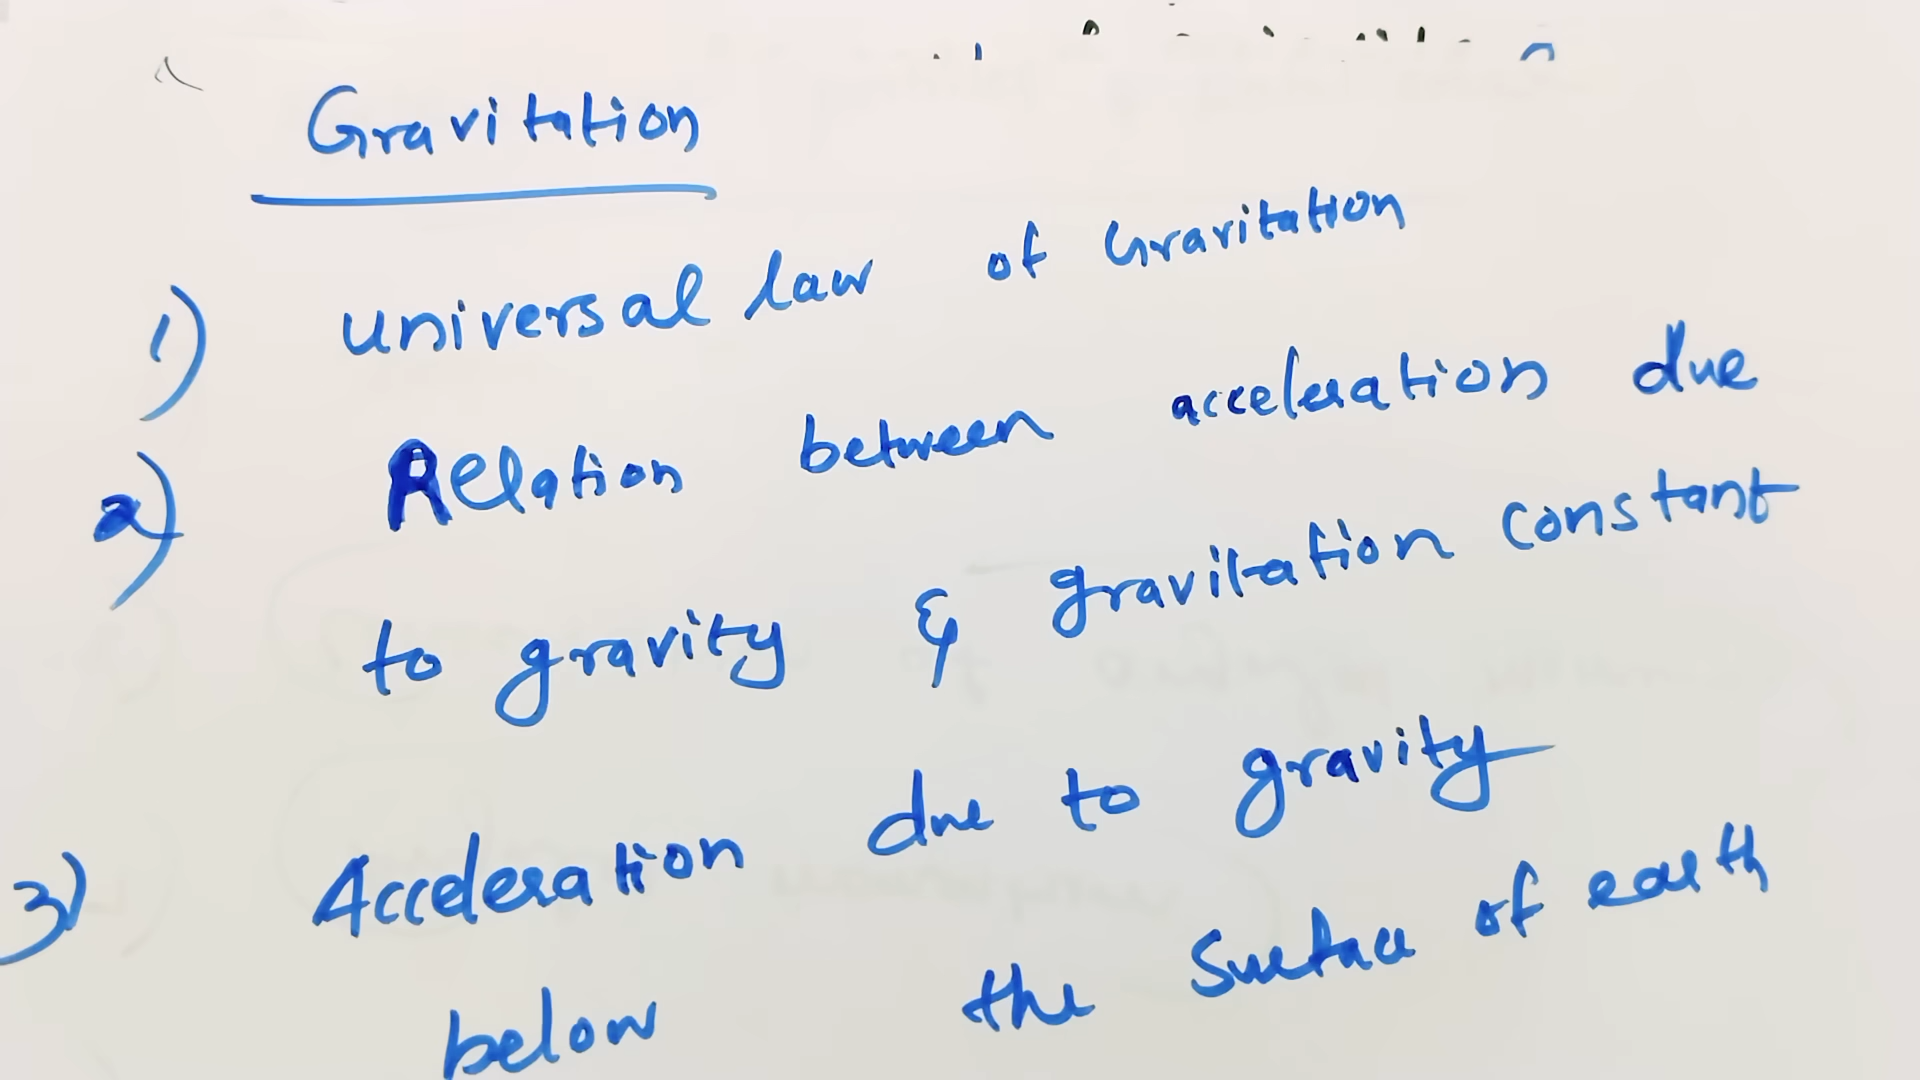 Gravitation
1) universal law of Gravitation
2) Relation between acceleration due
to gravity & gravitation constant
3) Acceleration due to gravity
below the surface of earth